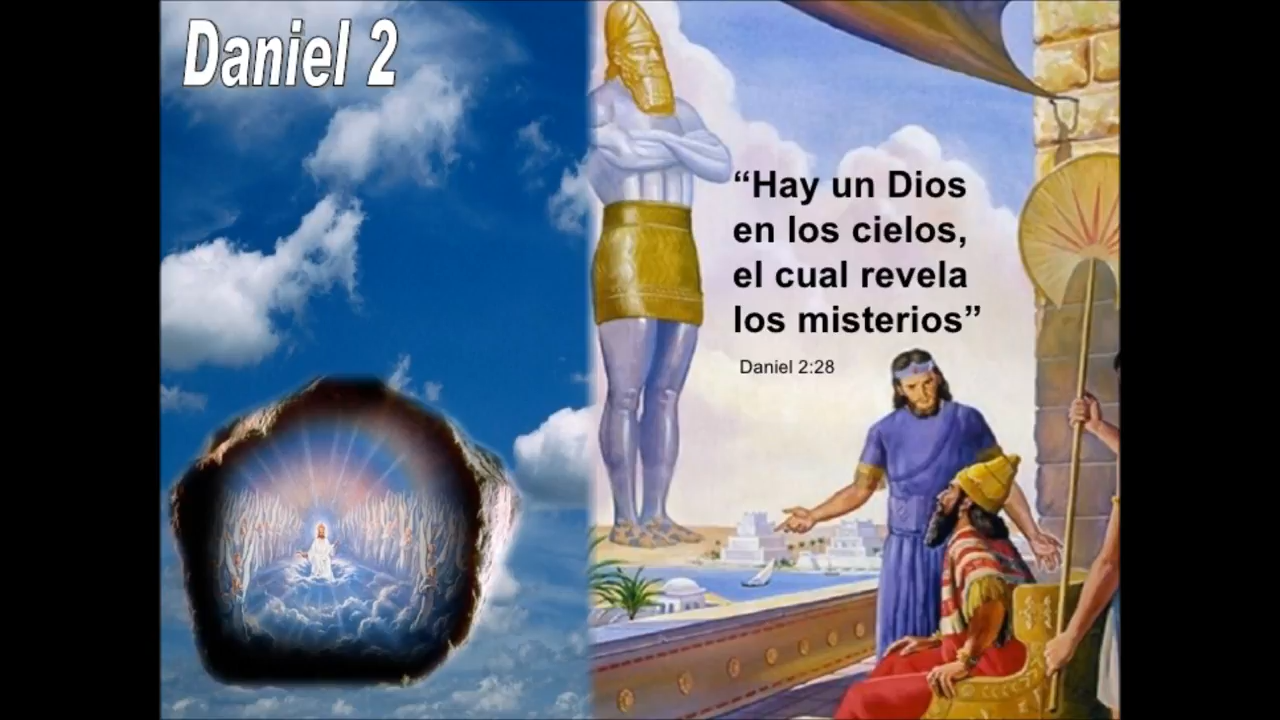 Daniel 2
“Hay un Dios
en los cielos,
el cual revela
los misterios”
Daniel 2:28